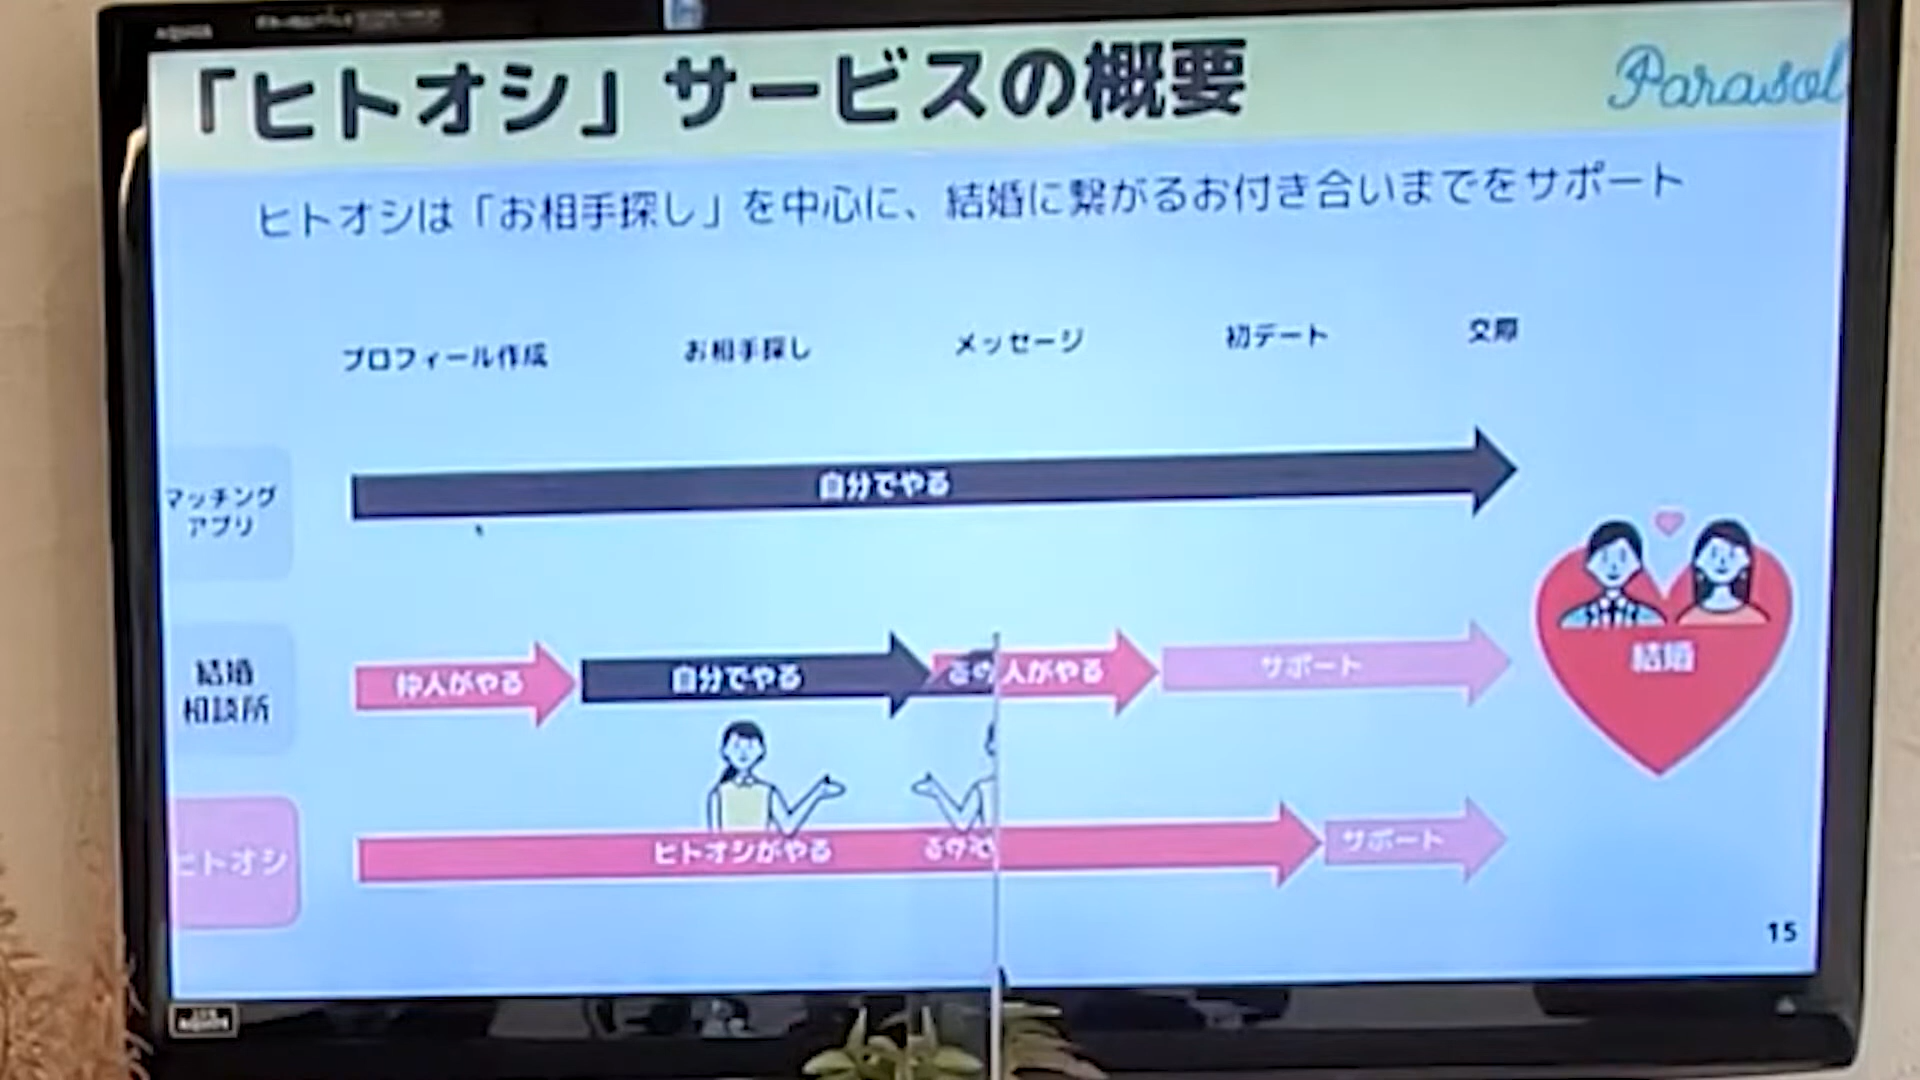 「ヒトオシ」サービスの概要
Parasol
ヒトオシは「お相手探し」を中心に、結婚に繋がるお付き合いまでをサポート
プロフィール作成
お相手探し
メッセージ
初デート
交際
マッチング
アプリ
自分でやる
結婚
相談所
仲人がやる
自分でやる
人がやる
サポート
結婚
ヒトオシ
ヒトオシがやる
サポート
15
AQUOS